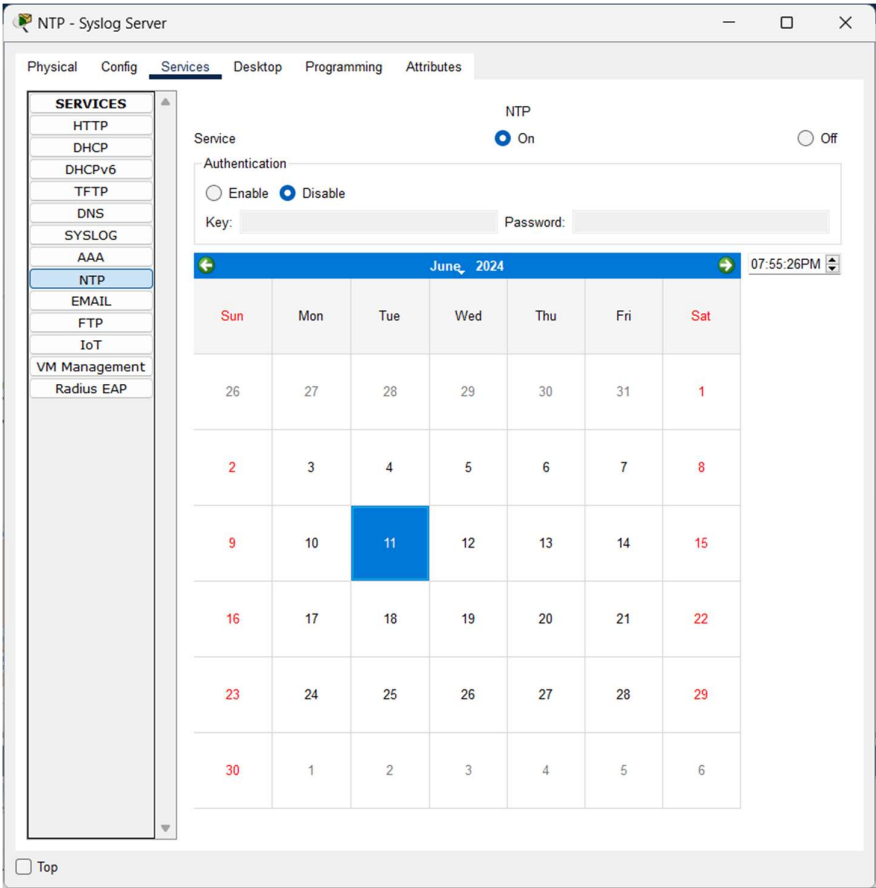 NTP - Syslog Server
Physical Config Services Desktop Programming Attributes
SERVICES
HTTP
DHCP
DHCPv6
TFTP
DNS
SYSLOG
AAA
NTP
EMAIL
FTP
IoT
VM Management
Radius EAP
NTP
Service On Off
Authentication
Enable Disable
Key: Password:
June, 2024 07:55:26PM
Sun Mon Tue Wed Thu Fri Sat
26 27 28 29 30 31 1
2 3 4 5 6 7 8
9 10 11 12 13 14 15
16 17 18 19 20 21 22
23 24 25 26 27 28 29
30 1 2 3 4 5 6
Top